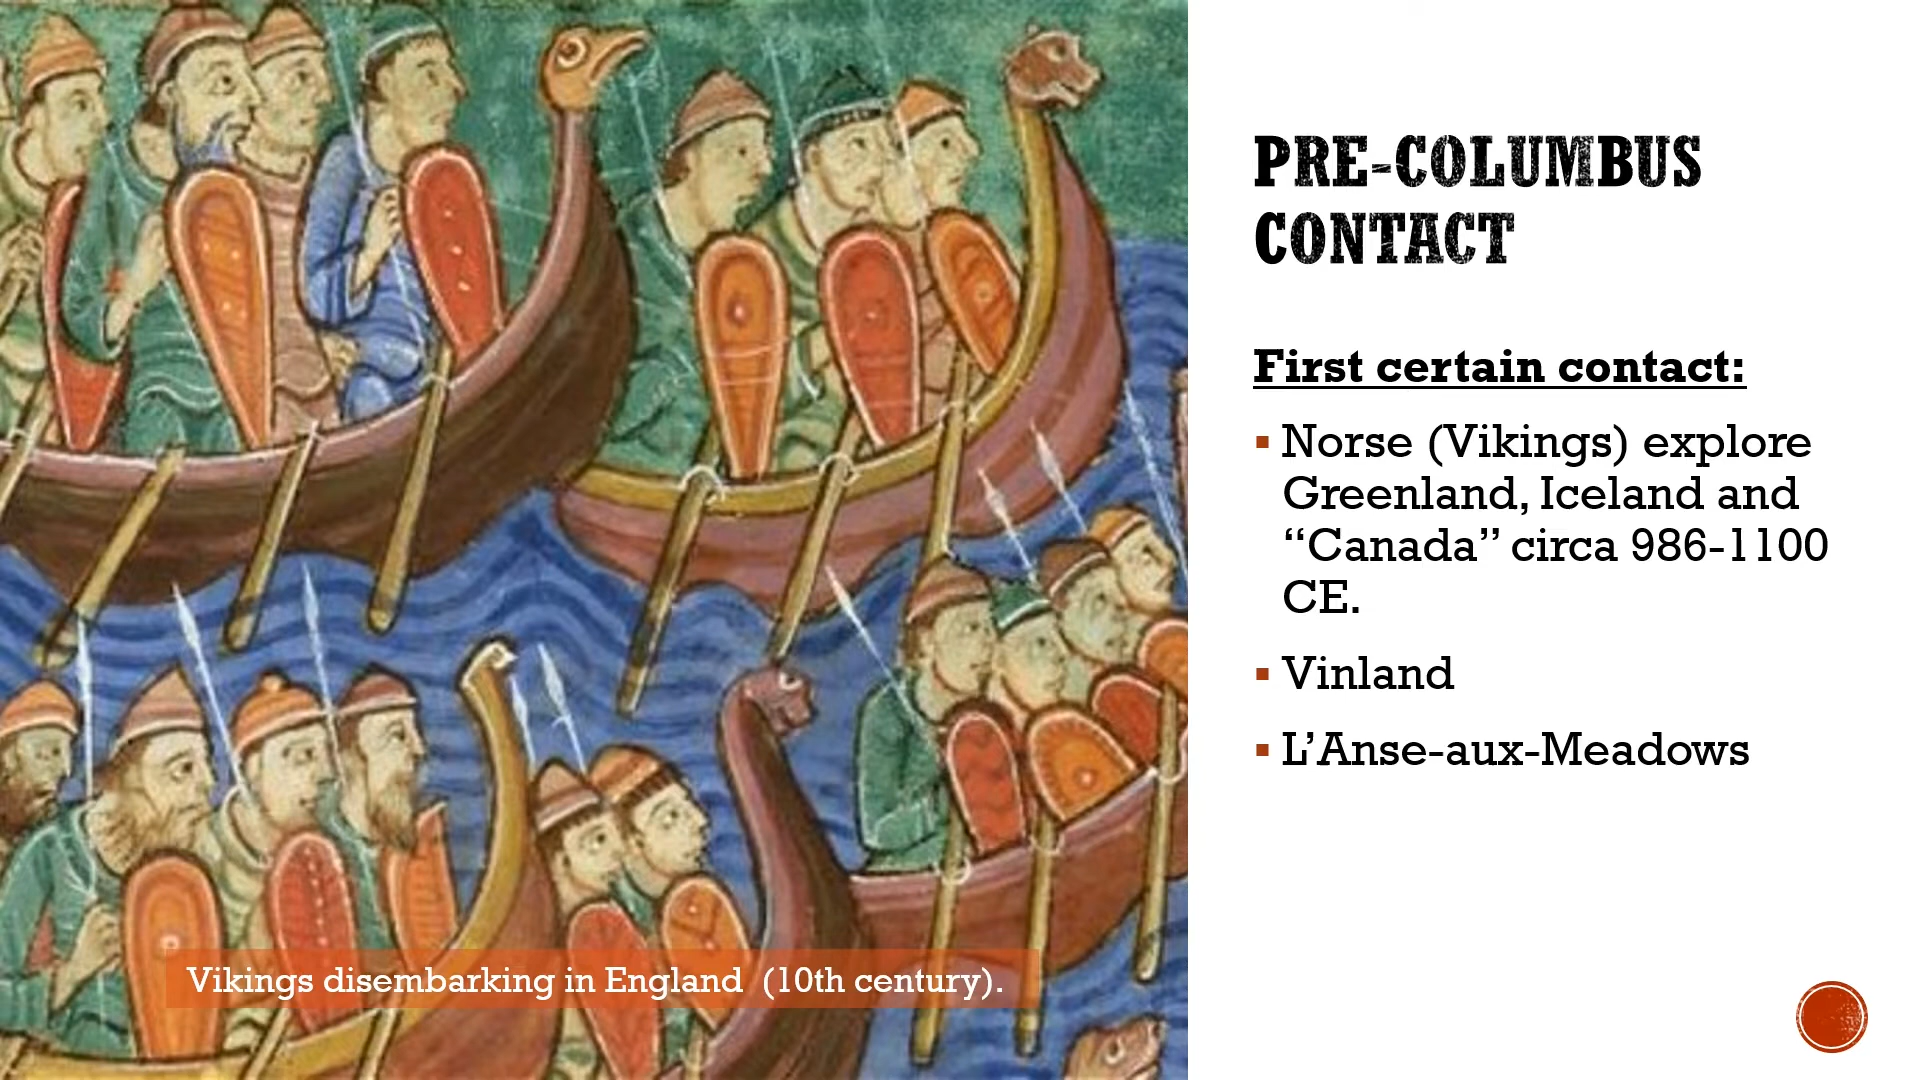 PRE-COLUMBUS
CONTACT
First certain contact:
▪ Norse (Vikings) explore
Greenland, Iceland and
“Canada” circa 986-1100
CE.
▪ Vinland
▪ L’Anse-aux-Meadows
Vikings disembarking in England (10th century).